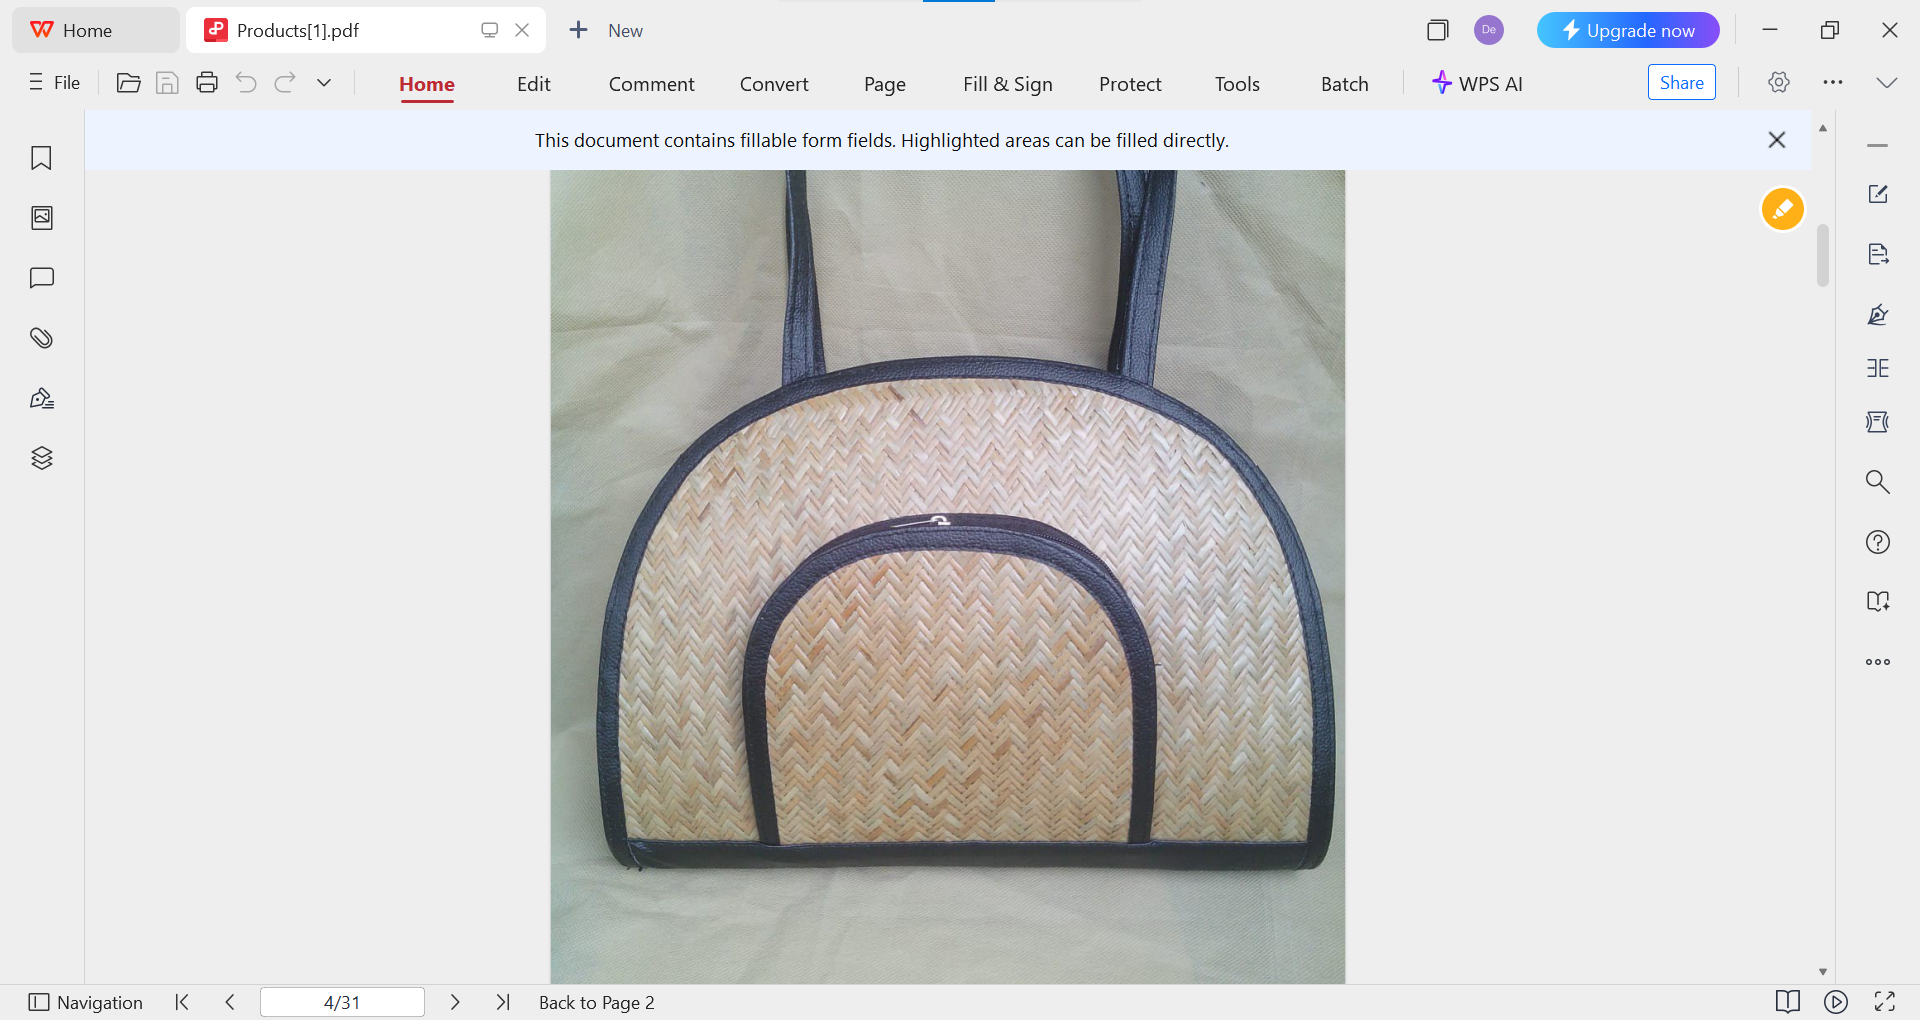 Home
Products[1].pdf
New
De
Upgrade now
File
Home
Edit
Comment
Convert
Page
Fill & Sign
Protect
Tools
Batch
WPS AI
Share
This document contains fillable form fields. Highlighted areas can be filled directly.
Navigation
4/31
Back to Page 2